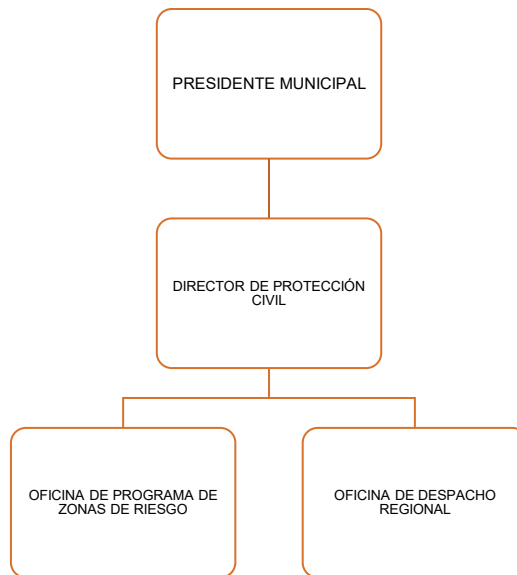 PRESIDENTE MUNICIPAL
DIRECTOR DE PROTECCIÓN
CIVIL
OFICINA DE PROGRAMA DE
ZONAS DE RIESGO
OFICINA DE DESPACHO
REGIONAL